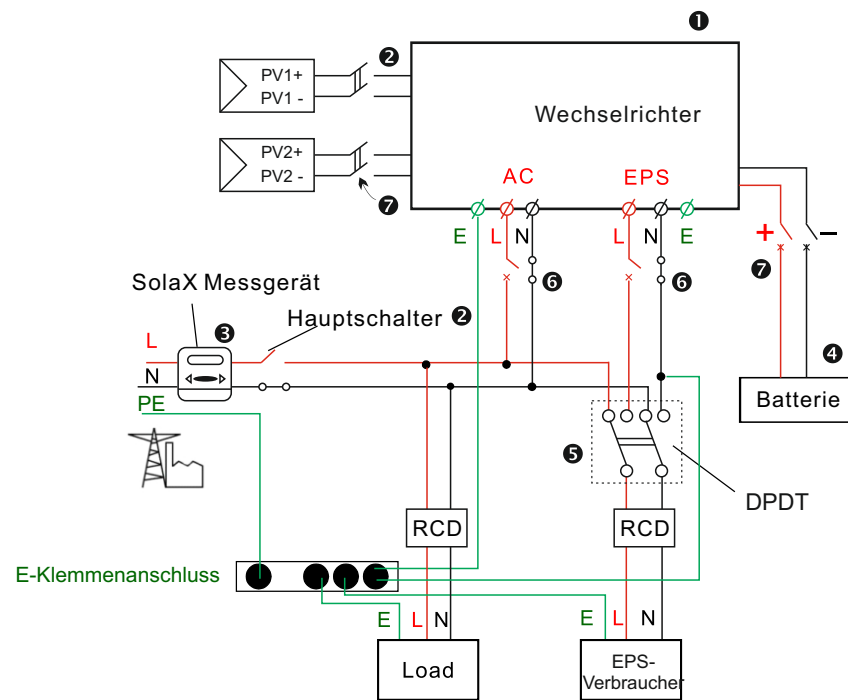 ❶
PV1+
PV1 -
❷
Wechselrichter
PV2+
PV2 -
❼
AC
EPS
E
L
N
L
N
E
+
−
❼
❻
❻
SolaX Messgerät
Hauptschalter ❷
❸
L
N
PE
❹
Batterie
❺
DPDT
RCD
RCD
E-Klemmenanschluss
E
L
N
E
L
N
Load
EPS-
Verbraucher